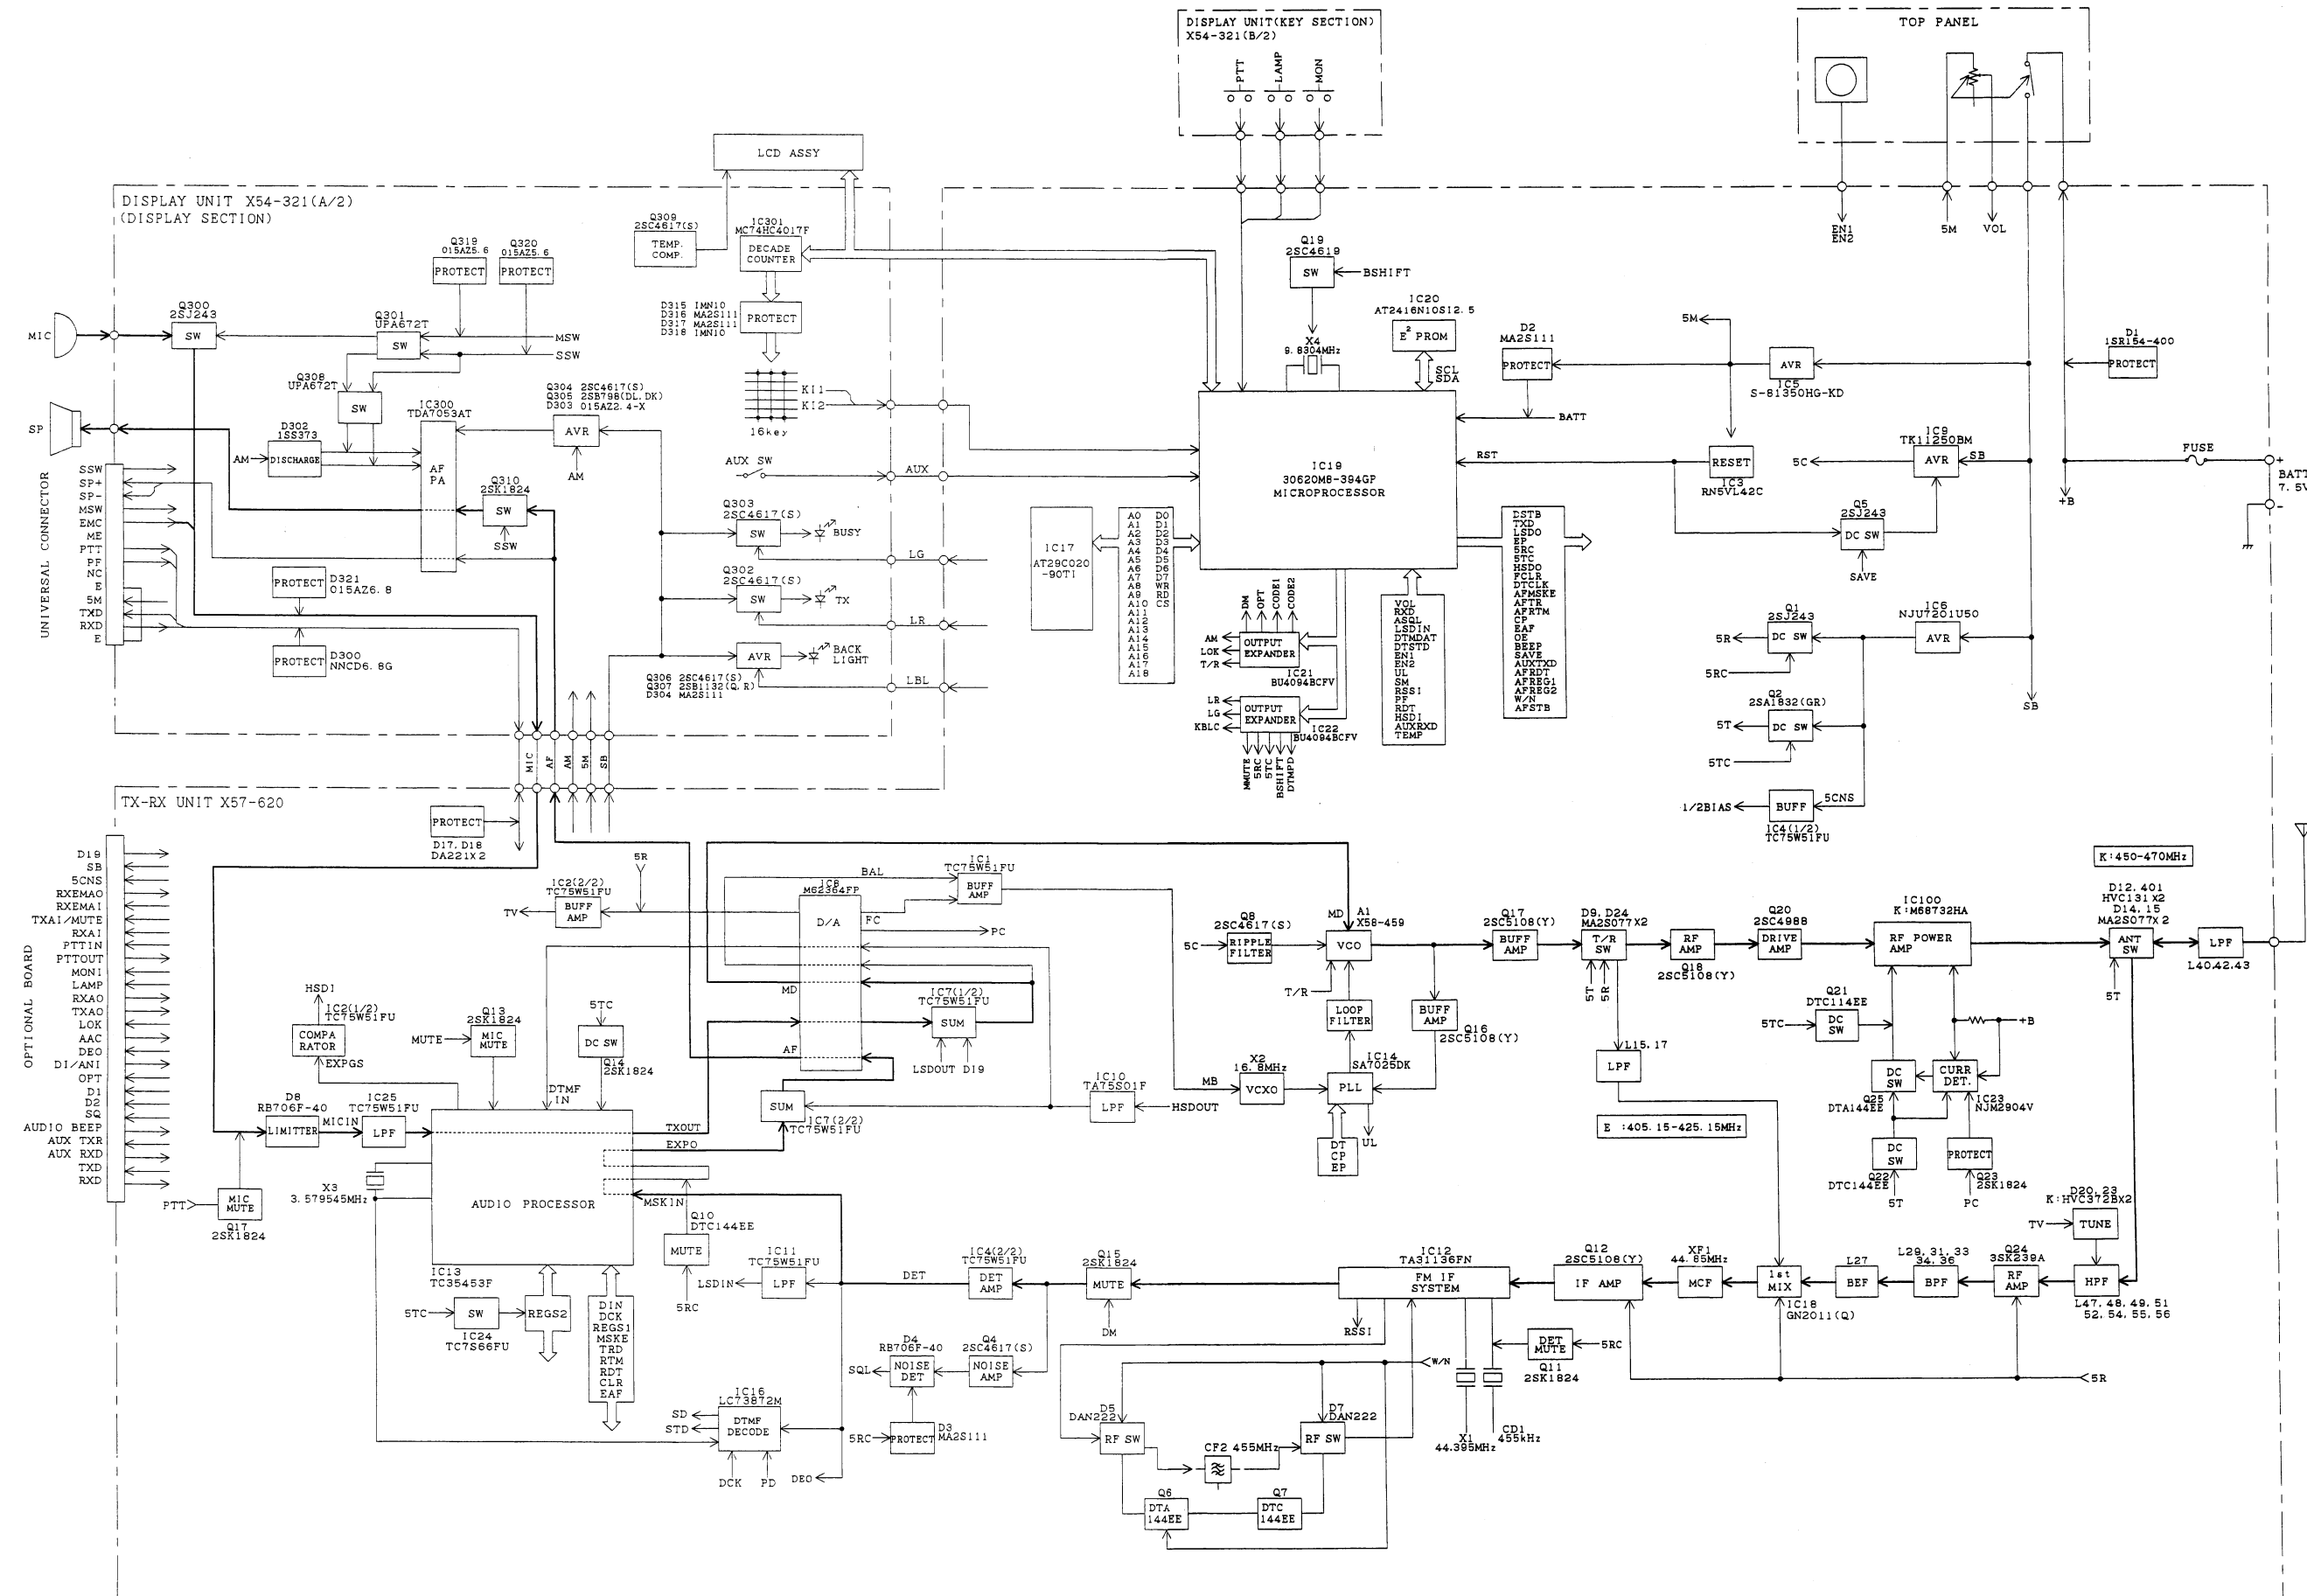 DISPLAY UNIT(KEY SECTION)
X54-321(B/2)
PTT
LAMP
MON
TOP PANEL
EN1
EN2
5M
VOL
LCD ASSY
DISPLAY UNIT X54-321(A/2)
(DISPLAY SECTION)
Q309
2SC4617(S)
TEMP.
COMP.
IC301
MC74HC4017F
DECADE
COUNTER
Q319
015AZ5.6
PROTECT
Q320
015AZ5.6
PROTECT
D315 IMN10
D316 MA2S111
D317 MA2S111
D318 IMN10
PROTECT
MIC
Q300
2SJ243
SW
Q301
UPA672T
SW
MSW
SSW
Q308
UPA672T
SW
SP
D302
1SS373
AM
DISCHARGE
IC300
TDA7053AT
AF
PA
Q304 2SC4617(S)
Q305 2SB798(DL,DK)
D303 015AZ2.4-X
AVR
AM
KI1
KI2
16key
AUX SW
AUX
Q310
2SK1824
SW
SSW
Q303
2SC4617(S)
SW
BUSY
LG
Q302
2SC4617(S)
SW
TX
LR
AVR
BACK
LIGHT
LBL
Q306 2SC4617(S)
Q307 2SB1132(Q,R)
D304 MA2S111
UNIVERSAL CONNECTOR
SSW
SP+
SP-
MSW
EMC
ME
PTT
PF
NC
E
5M
TXD
RXD
E
PROTECT
D321
015AZ6.8
PROTECT
D300
NNCD6.8G
MIC
AF
AM
5M
SB
Q19
2SC4619
SW
BSHIFT
X4
9.8304MHz
IC20
AT2416N10S12.5
E2 PROM
SCL
SDA
D2
MA2S111
PROTECT
BATT
5M
AVR
IC5
S-81350HG-KD
D1
1SR154-400
PROTECT
IC19
30620M8-394GP
MICROPROCESSOR
RST
RESET
IC3
RN5VL42C
IC9
TK11250BM
5C
AVR
SB
Q5
2SJ243
DC SW
SAVE
FUSE
+
BATT
7.5V
-
+B
IC17
AT29C020
-90TI
A0 D0
A1 D1
A2 D2
A3 D3
A4 D4
A5 D5
A6 D6
A7 D7
A8 WR
A9 RD
A10 CS
A11
A12
A13
A14
A15
A16
A17
A18
DM
OPT
CODE1
CODE2
AM
LOK
T/R
OUTPUT
EXPANDER
IC21
BU4094BCFV
LR
LG
KBLC
OUTPUT
EXPANDER
IC22
BU4094BCFV
MMUTE
5RC
5TC
BSHIFT
DTMPD
VOL
RXD
ASQL
LSDIN
DTMDAT
DTSTD
EN1
EN2
UL
SM
RSSI
PF
RDT
HSDI
AUXRXD
TEMP
DSTB
TXD
LSDO
EP
5RC
5TC
HSDO
FCLR
DTCLK
AFMSKE
AFTR
AFRTM
CP
EAF
OE
BEEP
SAVE
AUXTXD
AFRDT
AFREG1
AFREG2
W/N
AFSTB
Q1
2SJ243
5R
DC SW
5RC
IC6
NJU7201U50
AVR
Q2
2SA1832(GR)
5T
DC SW
5TC
SB
1/2BIAS
BUFF
5CNS
IC4(1/2)
TC75W51FU
TX-RX UNIT X57-620
PROTECT
D17,D18
DA221X2
OPTIONAL BOARD
D19
SB
5CNS
RXEMAO
RXEMAI
TXAI/MUTE
RXAI
PTTIN
PTTOUT
MONI
LAMP
RXAO
TXAO
LOK
AAC
DEO
DI/ANI
OPT
D1
D2
SQ
AUDIO BEEP
AUX TXR
AUX RXD
TXD
RXD
5R
IC2(2/2)
TC75W51FU
TV
BUFF
AMP
IC8
M62364FP
D/A
BAL
FC
PC
MD
AF
IC1
TC75W51FU
BUFF
AMP
IC7(1/2)
TC75W51FU
SUM
LSDOUT DI9
HSDI
IC2(1/2)
TC75W51FU
COMPA
RATOR
EXPGS
Q13
2SK1824
MUTE
MIC
MUTE
5TC
DC SW
Q14
2SK1824
DTMF
IN
D8
RB706F-40
LIMITTER
MICIN
IC25
TC75W51FU
LPF
SUM
IC7(2/2)
TC75W51FU
TXOUT
EXPO
MSKIN
IC10
TA75S01F
LPF
HSDOUT
PTT
MIC
MUTE
Q17
2SK1824
X3
3.579545MHz
AUDIO PROCESSOR
IC13
TC35453F
5TC
SW
IC24
TC7S66FU
REGS2
DIN
DCK
REGS1
MSKE
TRD
RTM
RDT
CLR
EAF
Q10
DTC144EE
MUTE
5RC
IC11
TC75W51FU
LSDIN
LPF
DET
IC4(2/2)
TC75W51FU
DET
AMP
Q15
2SK1824
MUTE
DM
D4
RB706F-40
SQL
NOISE
DET
Q4
2SC4617(S)
NOISE
AMP
5RC
PROTECT
D3
MA2S111
IC16
LC73872M
SD
STD
DTMF
DECODE
DCK
PD
DEO
Q8
2SC4617(S)
5C
RIPPLE
FILTER
MD
A1
X58-459
VCO
T/R
LOOP
FILTER
BUFF
AMP
Q16
2SC5108(Y)
X2
16.8MHz
MB
VCXO
IC14
SA7025DK
PLL
DT
CP
EP
UL
Q17
2SC5108(Y)
BUFF
AMP
D9,D24
MA2S077X2
T/R
SW
5T
5R
L15,17
LPF
RF
AMP
Q18
2SC5108(Y)
Q20
2SC4988
DRIVE
AMP
IC100
K:M68732HA
RF POWER
AMP
K:450-470MHz
D12,401
HVC131X2
D14,15
MA2S077X2
ANT
SW
5T
LPF
L40,42,43
Q21
DTC114EE
5TC
DC
SW
+B
DC
SW
Q25
DTA144EE
CURR
DET.
IC23
NJM2904V
DC
SW
Q22
DTC144EE
5T
PROTECT
Q23
2SK1824
PC
E :405.15-425.15MHz
D20,23
K:HVC372BX2
TV
TUNE
IC12
TA31136FN
FM IF
SYSTEM
RSSI
Q12
2SC5108(Y)
IF AMP
XF1
44.85MHz
MCF
1st
MIX
IC18
GN2011(Q)
L27
BEF
L29,31,33
34,36
BPF
Q24
3SK239A
RF
AMP
HPF
L47,48,49,51
52,54,55,56
5R
DET
MUTE
5RC
Q11
2SK1824
W/N
D5
DAN222
RF SW
CF2 455MHz
D7
DAN222
RF SW
X1
44.395MHz
CD1
455kHz
Q6
DTA
144EE
Q7
DTC
144EE